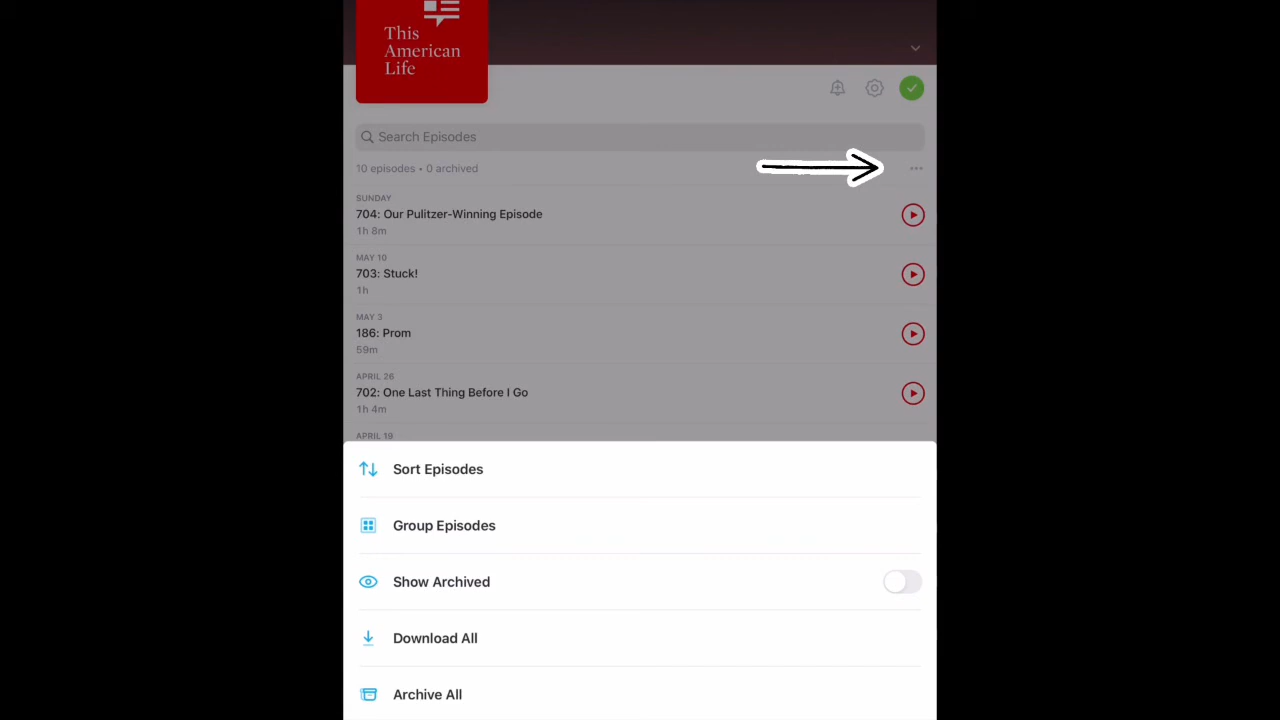 This
American
Life
Search Episodes
10 episodes • 0 archived
SUNDAY
704: Our Pulitzer-Winning Episode
1h 8m
MAY 10
703: Stuck!
1h
MAY 3
186: Prom
59m
APRIL 26
702: One Last Thing Before I Go
1h 4m
APRIL 19
Sort Episodes
Group Episodes
Show Archived
Download All
Archive All